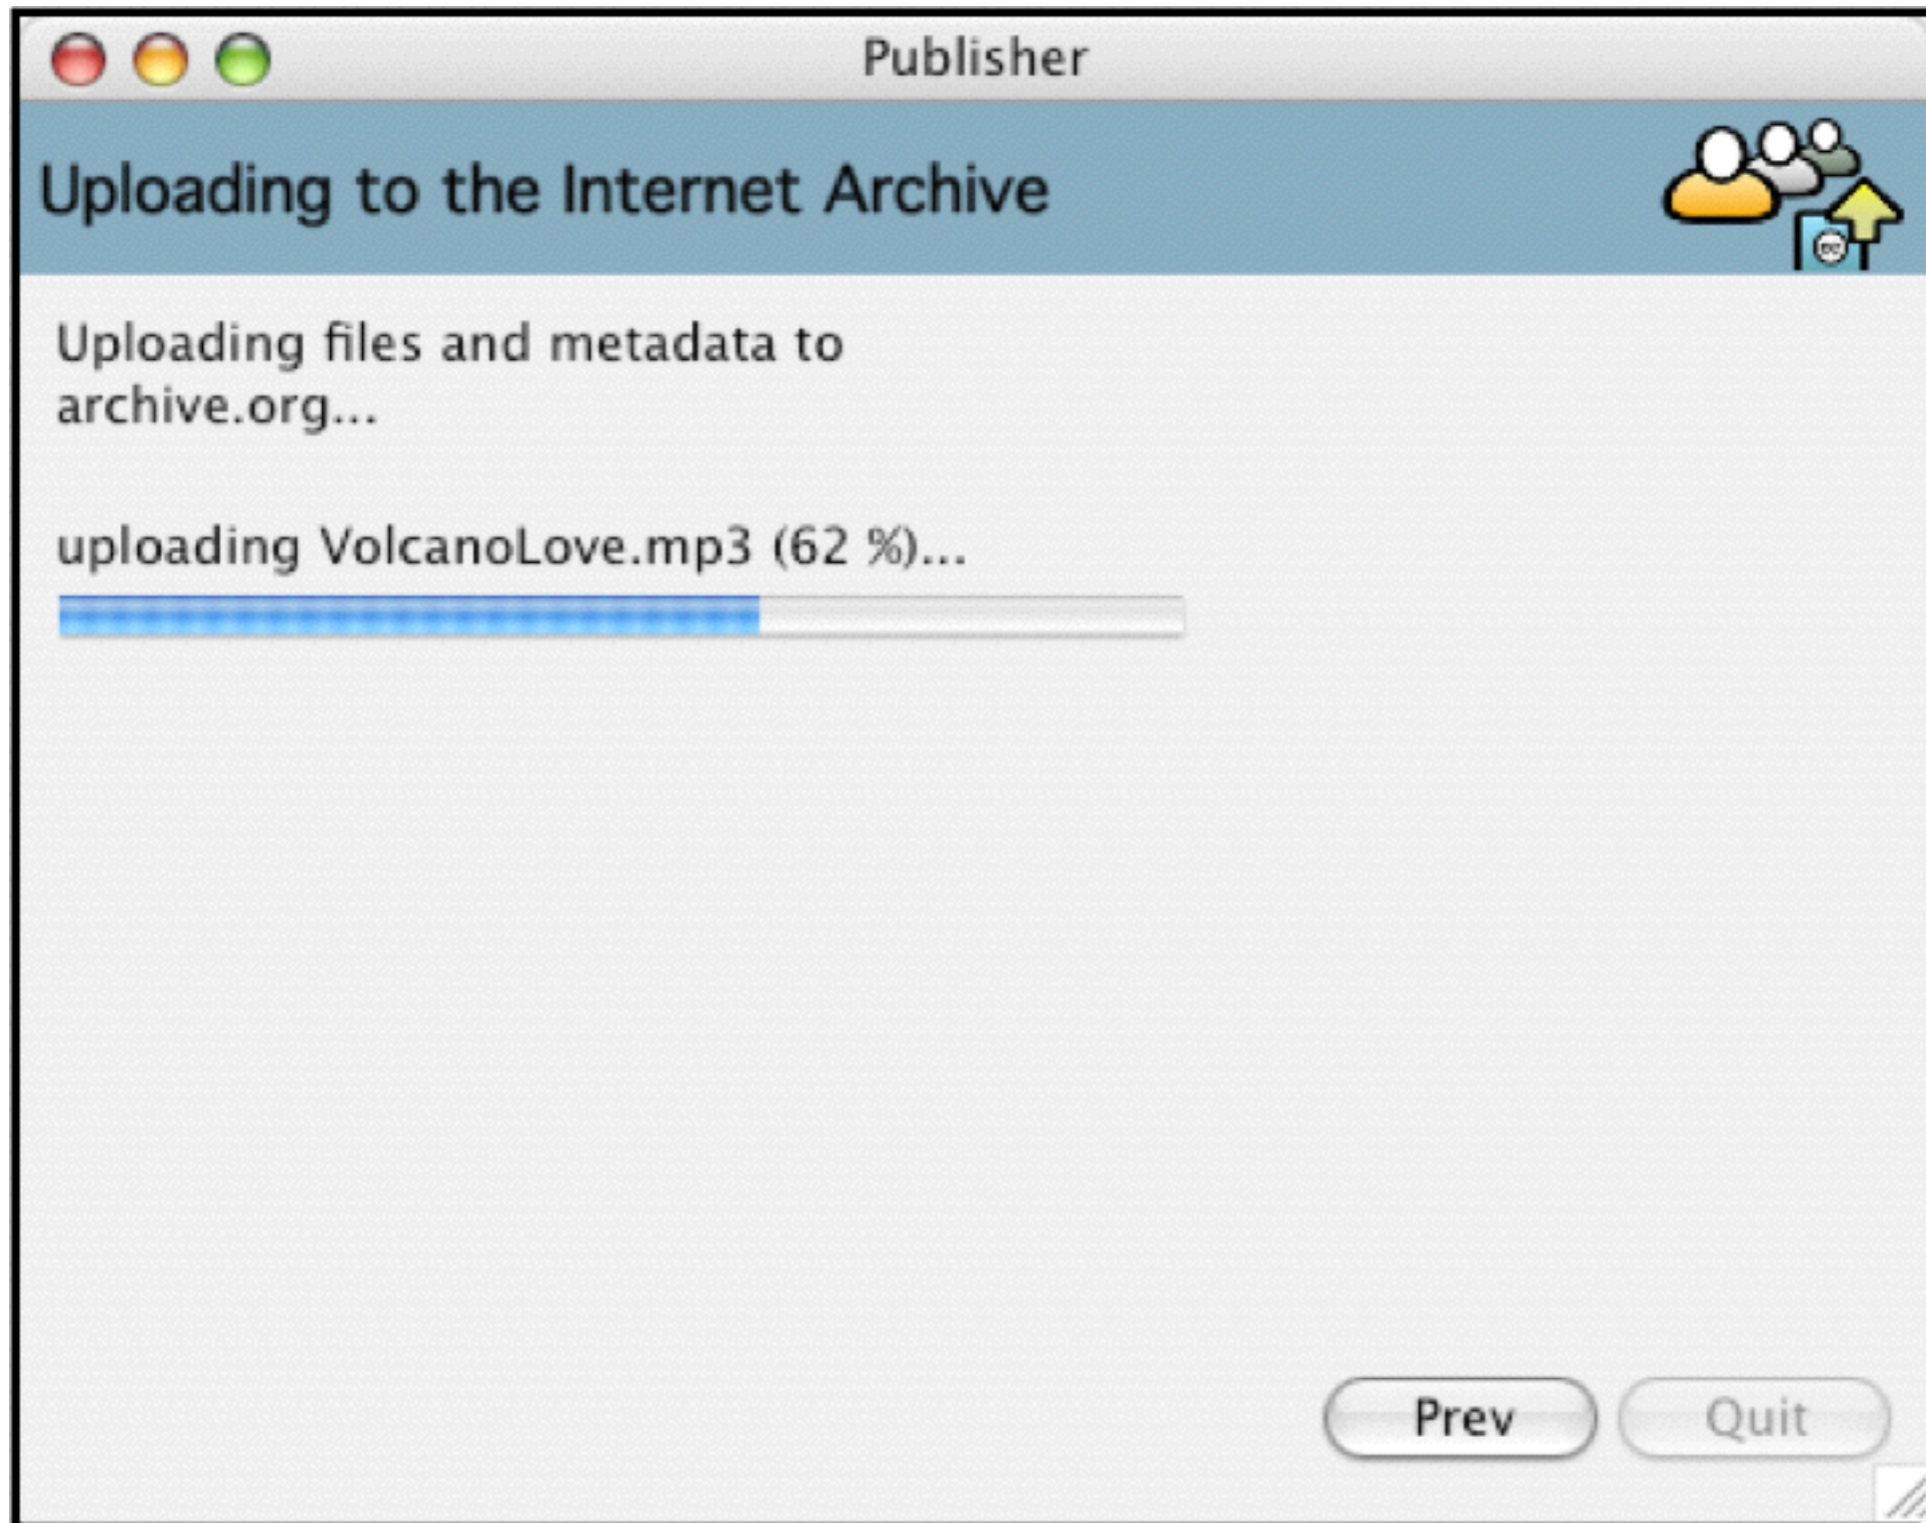 Publisher
Uploading to the Internet Archive
Uploading files and metadata to
archive.org...
uploading VolcanoLove.mp3 (62 %)...
Prev
Quit